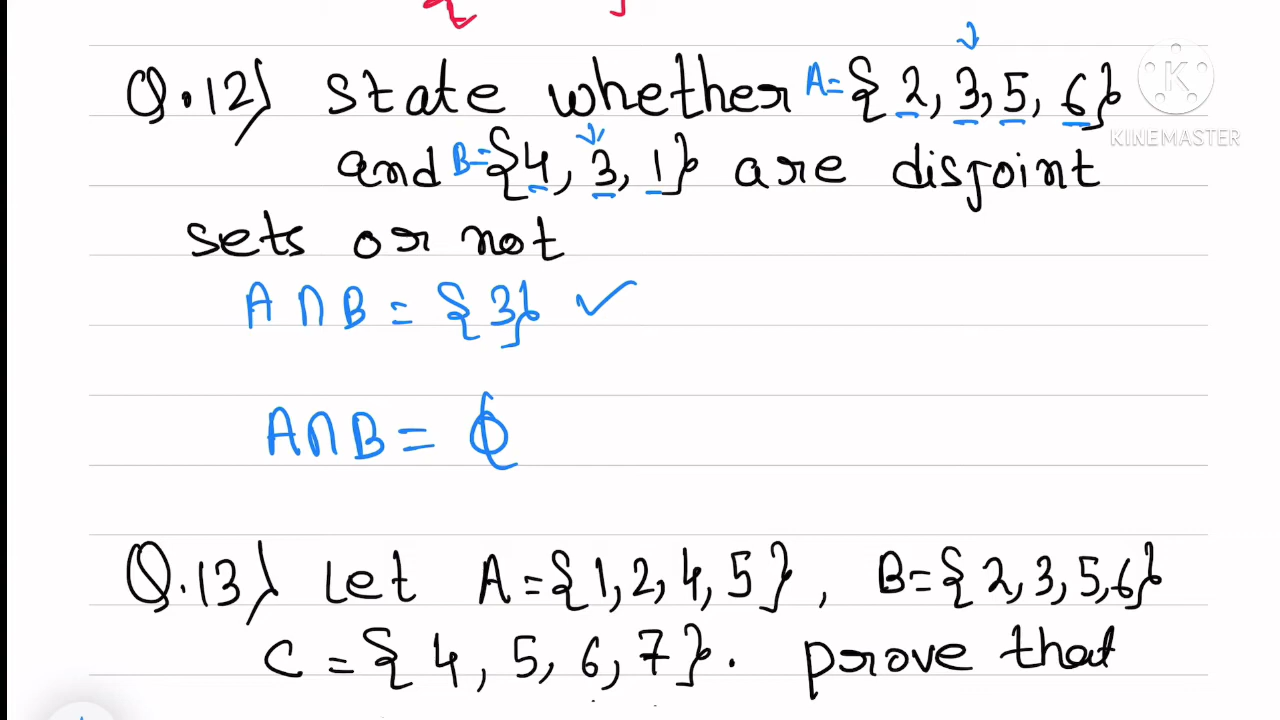 Q.12) state whether A={2, 3, 5, 6}
K
KINEMASTER
and B={4, 3, 1} are disjoint
sets or not
A ∩ B = {3} ✓
A∩B = ϕ
Q.13) Let A={1, 2, 4, 5}, B={2, 3, 5, 6}
C = {4, 5, 6, 7}. prove that